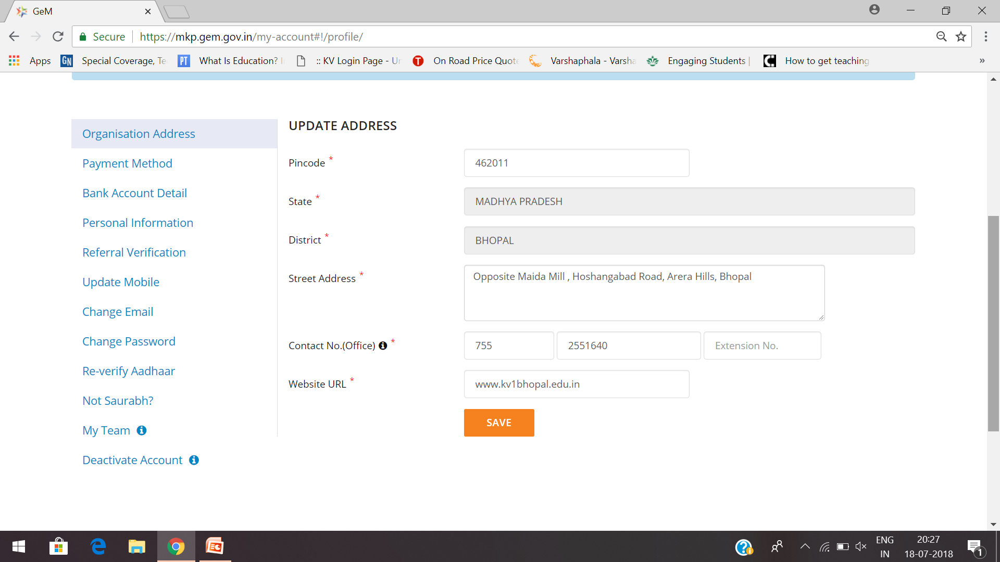 GeM
Secure https://mkp.gem.gov.in/my-account#!/profile/
Apps GN Special Coverage, Te PT What Is Education? I :: KV Login Page - Ur T On Road Price Quote Varshaphala - Varsha Engaging Students | How to get teaching »
UPDATE ADDRESS
Organisation Address
Payment Method
Bank Account Detail
Personal Information
Referral Verification
Update Mobile
Change Email
Change Password
Re-verify Aadhaar
Not Saurabh?
My Team
Deactivate Account
Pincode * 462011
State * MADHYA PRADESH
District * BHOPAL
Street Address * Opposite Maida Mill , Hoshangabad Road, Arera Hills, Bhopal
Contact No.(Office) * 755 2551640 Extension No.
Website URL * www.kv1bhopal.edu.in
SAVE
ENG 20:27
IN 18-07-2018 1